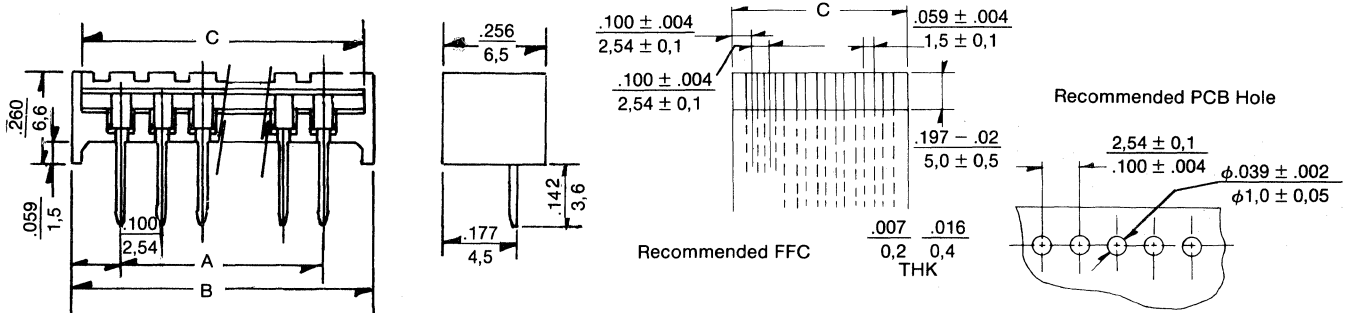 C
.260
6,6
.059
1,5
.100
2,54
A
B
.256
6,5
.142
3,6
.177
4,5
C
.100 ± .004
2,54 ± 0,1
.059 ± .004
1,5 ± 0,1
.100 ± .004
2,54 ± 0,1
.197 – .02
5,0 ± 0,5
Recommended FFC
.007 .016
0,2 0,4
THK
Recommended PCB Hole
2,54 ± 0,1
.100 ± .004
φ.039 ± .002
φ1,0 ± 0,05